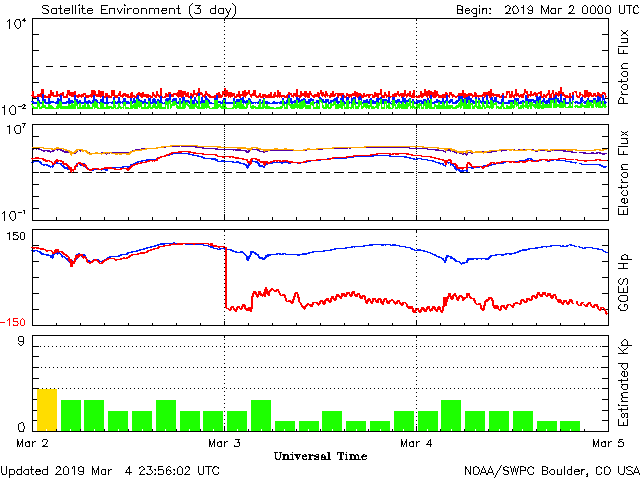 Satellite Environment (3 day) Begin: 2019 Mar 2 0000 UTC
10⁴
10⁻²
Proton Flux
10⁷
10⁻¹
Electron Flux
150
-150
GOES Hp
9
0
Estimated Kp
Mar 2 Mar 3 Mar 4 Mar 5
Universal Time
Updated 2019 Mar 4 23:56:02 UTC NOAA/SWPC Boulder, CO USA